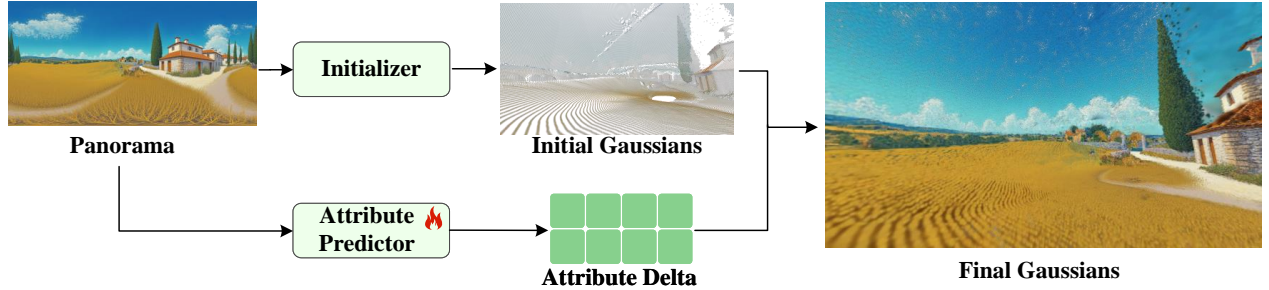 Panorama
Initializer
Initial Gaussians
Attribute
Predictor
Attribute Delta
Final Gaussians